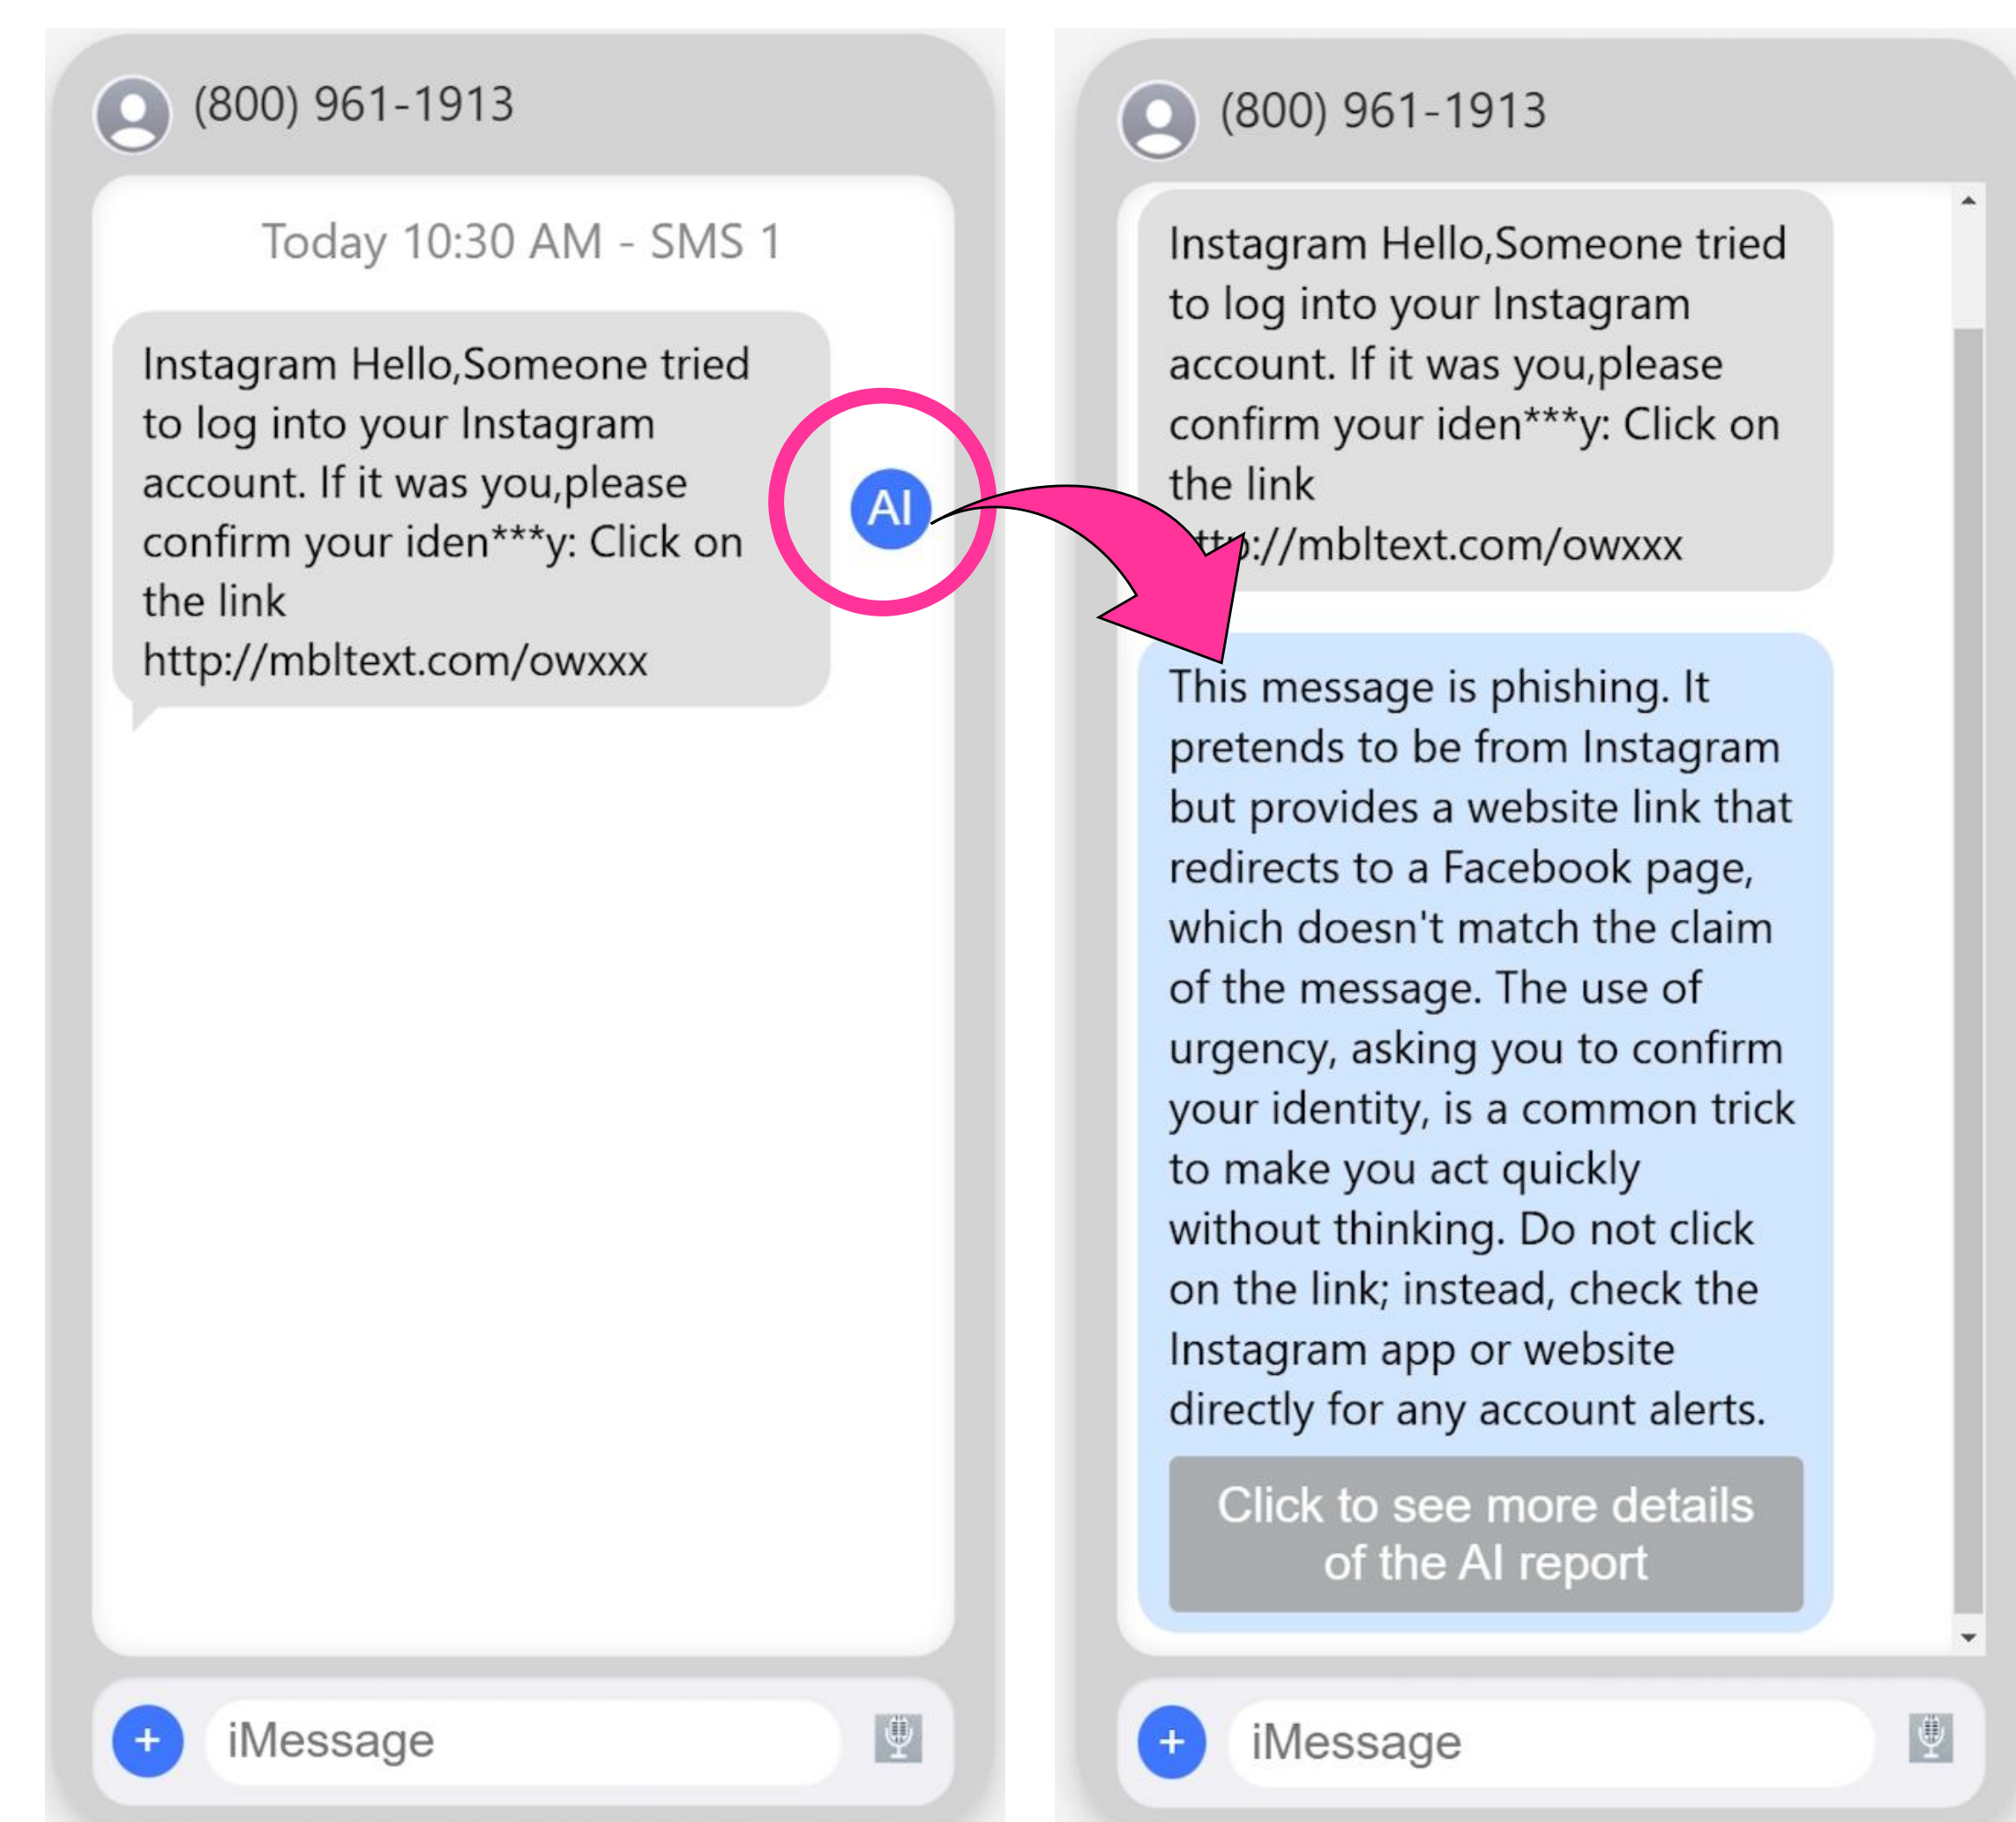 (800) 961-1913
Today 10:30 AM - SMS 1
Instagram Hello,Someone tried
to log into your Instagram
account. If it was you,please
confirm your iden***y: Click on
the link
http://mbltext.com/owxxx
AI
+
iMessage
(800) 961-1913
Instagram Hello,Someone tried
to log into your Instagram
account. If it was you,please
confirm your iden***y: Click on
the link
ttp://mbltext.com/owxxx
This message is phishing. It
pretends to be from Instagram
but provides a website link that
redirects to a Facebook page,
which doesn't match the claim
of the message. The use of
urgency, asking you to confirm
your identity, is a common trick
to make you act quickly
without thinking. Do not click
on the link; instead, check the
Instagram app or website
directly for any account alerts.
Click to see more details
of the AI report
+
iMessage